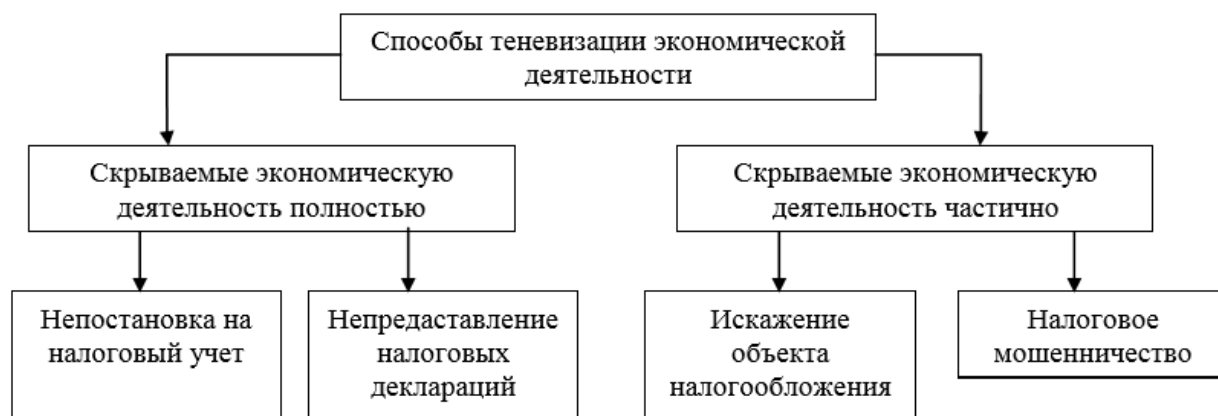 Способы теневизации экономической
деятельности
Скрываемые экономическую
деятельность полностью
Скрываемые экономическую
деятельность частично
Непостановка на
налоговый учет
Непредаставление
налоговых
деклараций
Искажение
объекта
налогообложения
Налоговое
мошенничество